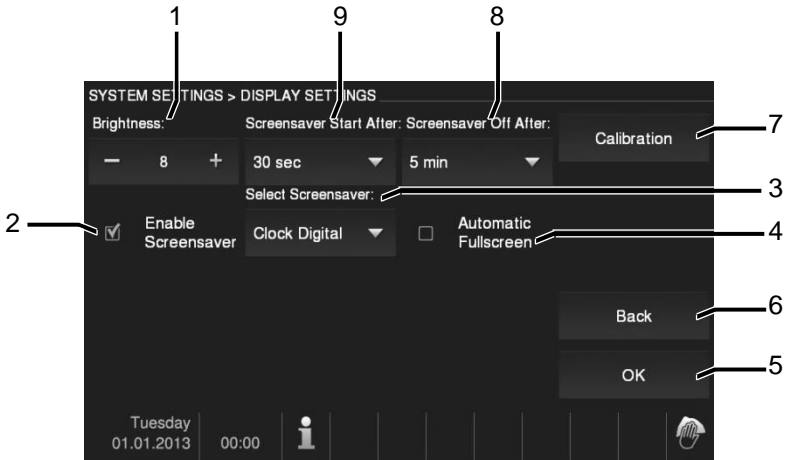 1 9 8
SYSTEM SETTINGS > DISPLAY SETTINGS
Brightness: Screensaver Start After: Screensaver Off After:
Calibration 7
— 8 + 30 sec 5 min
Select Screensaver: 3
2 Enable Screensaver Clock Digital Automatic Fullscreen 4
Back 6
OK 5
Tuesday
01.01.2013 00:00 i